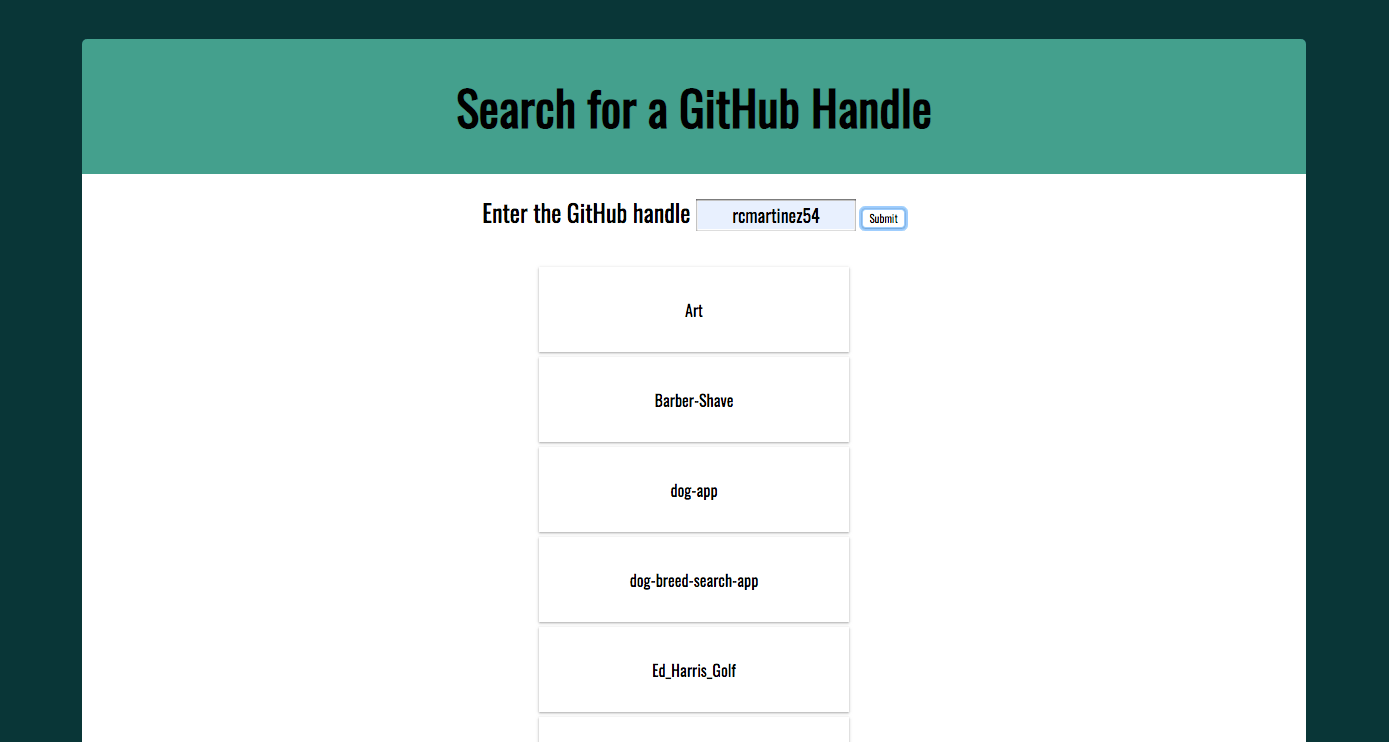 Search for a GitHub Handle
Enter the GitHub handle rcmartinez54 Submit
Art
Barber-Shave
dog-app
dog-breed-search-app
Ed_Harris_Golf